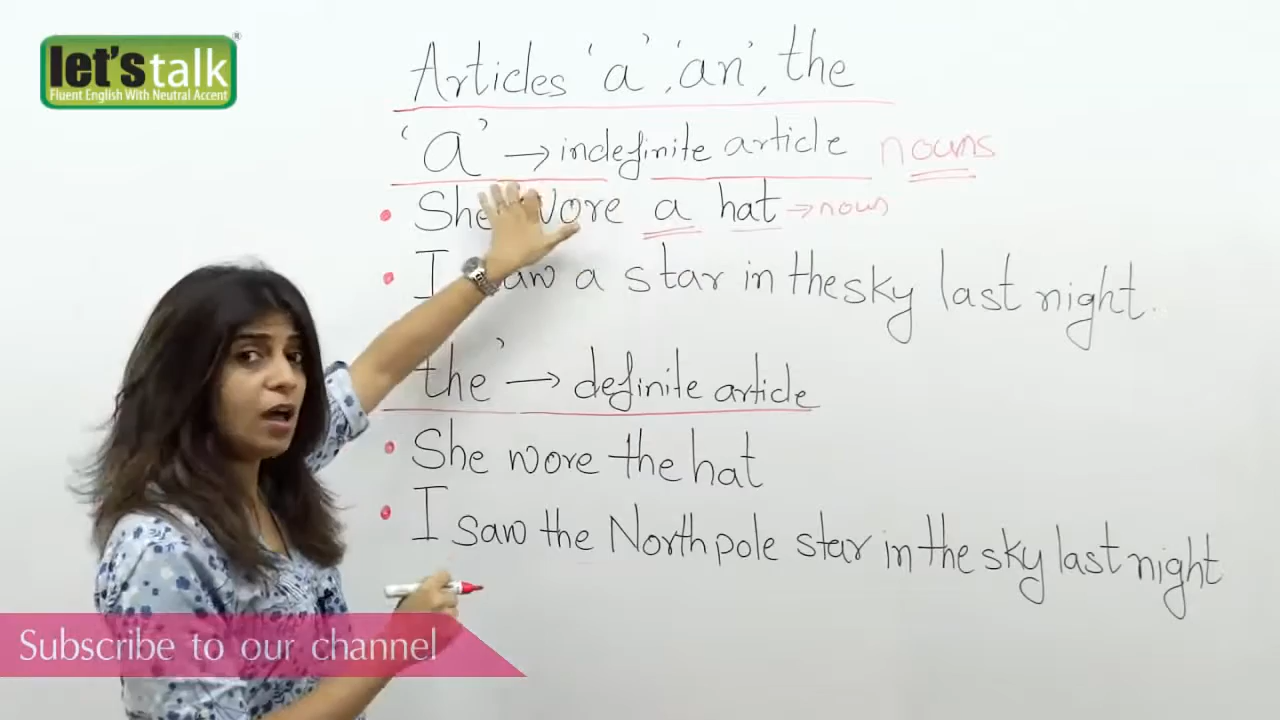 let's talk ®
Fluent English With Neutral Accent
Articles 'a', 'an', the
'a' → indefinite article nouns
• She wore a hat → noun
• I saw a star in the sky last night.
the' → definite article
• She wore the hat
• I saw the North pole star in the sky last night
Subscribe to our channel